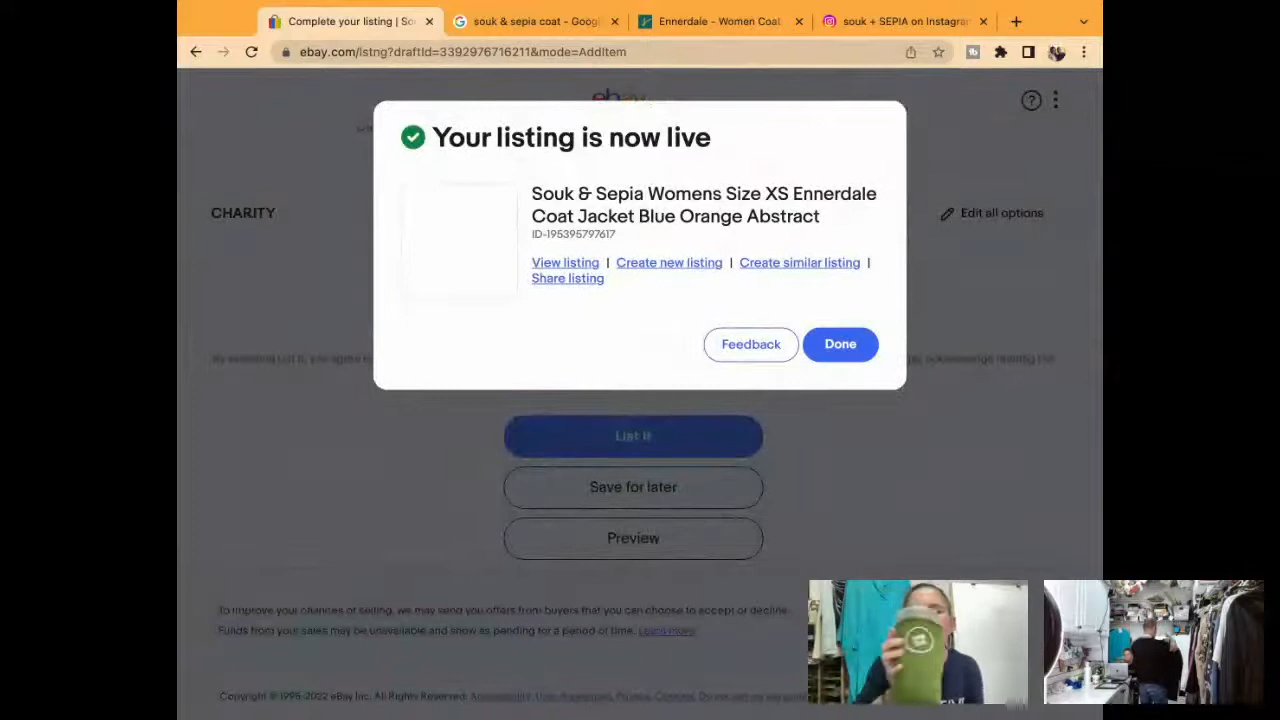 Complete your listing | So
souk & sepia coat - Googl
Ennerdale - Women Coat
souk + SEPIA on Instagram
ebay.com/lstng?draftId=3392976716211&mode=AddItem
ebay
Your listing is now live
Souk & Sepia Womens Size XS Ennerdale
Coat Jacket Blue Orange Abstract
ID-195395797617
View listing | Create new listing | Create similar listing |
Share listing
CHARITY
Edit all options
Feedback
Done
List it
Save for later
Preview
To improve your chances of selling, we may send you offers from buyers that you can choose to accept or decline.
Funds from your sales may be unavailable and show as pending for a period of time. Learn more
Copyright © 1995-2022 eBay Inc. All Rights Reserved.